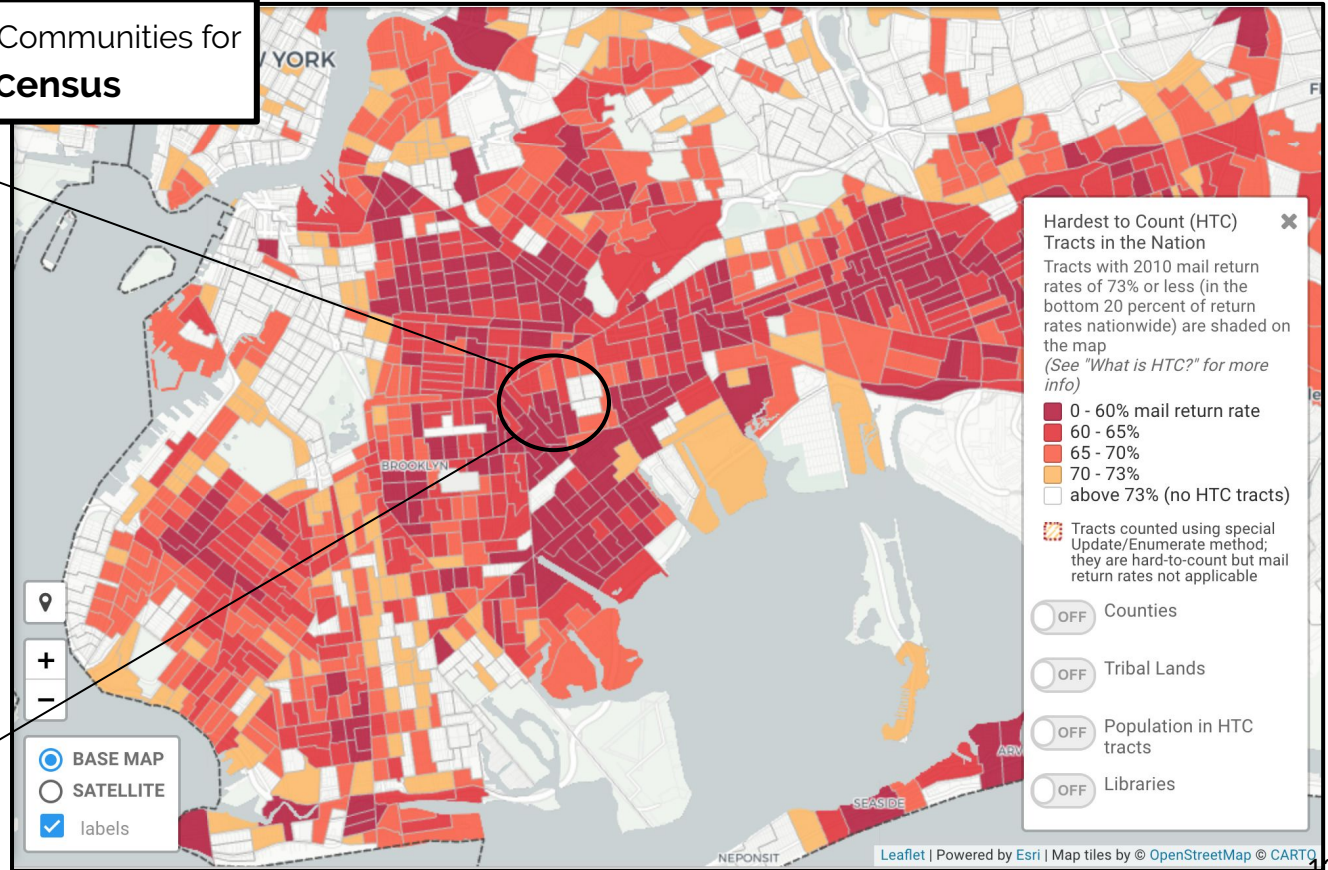 Communities for
Census
YORK
BROOKLYN
SEASIDE
NEPONSIT
Hardest to Count (HTC)
Tracts in the Nation
Tracts with 2010 mail return
rates of 73% or less (in the
bottom 20 percent of return
rates nationwide) are shaded on
the map
(See "What is HTC?" for more
info)
0 - 60% mail return rate
60 - 65%
65 - 70%
70 - 73%
above 73% (no HTC tracts)
Tracts counted using special
Update/Enumerate method;
they are hard-to-count but mail
return rates not applicable
OFF Counties
OFF Tribal Lands
OFF Population in HTC
tracts
OFF Libraries
+
−
BASE MAP
SATELLITE
labels
Leaflet | Powered by Esri | Map tiles by © OpenStreetMap © CARTO